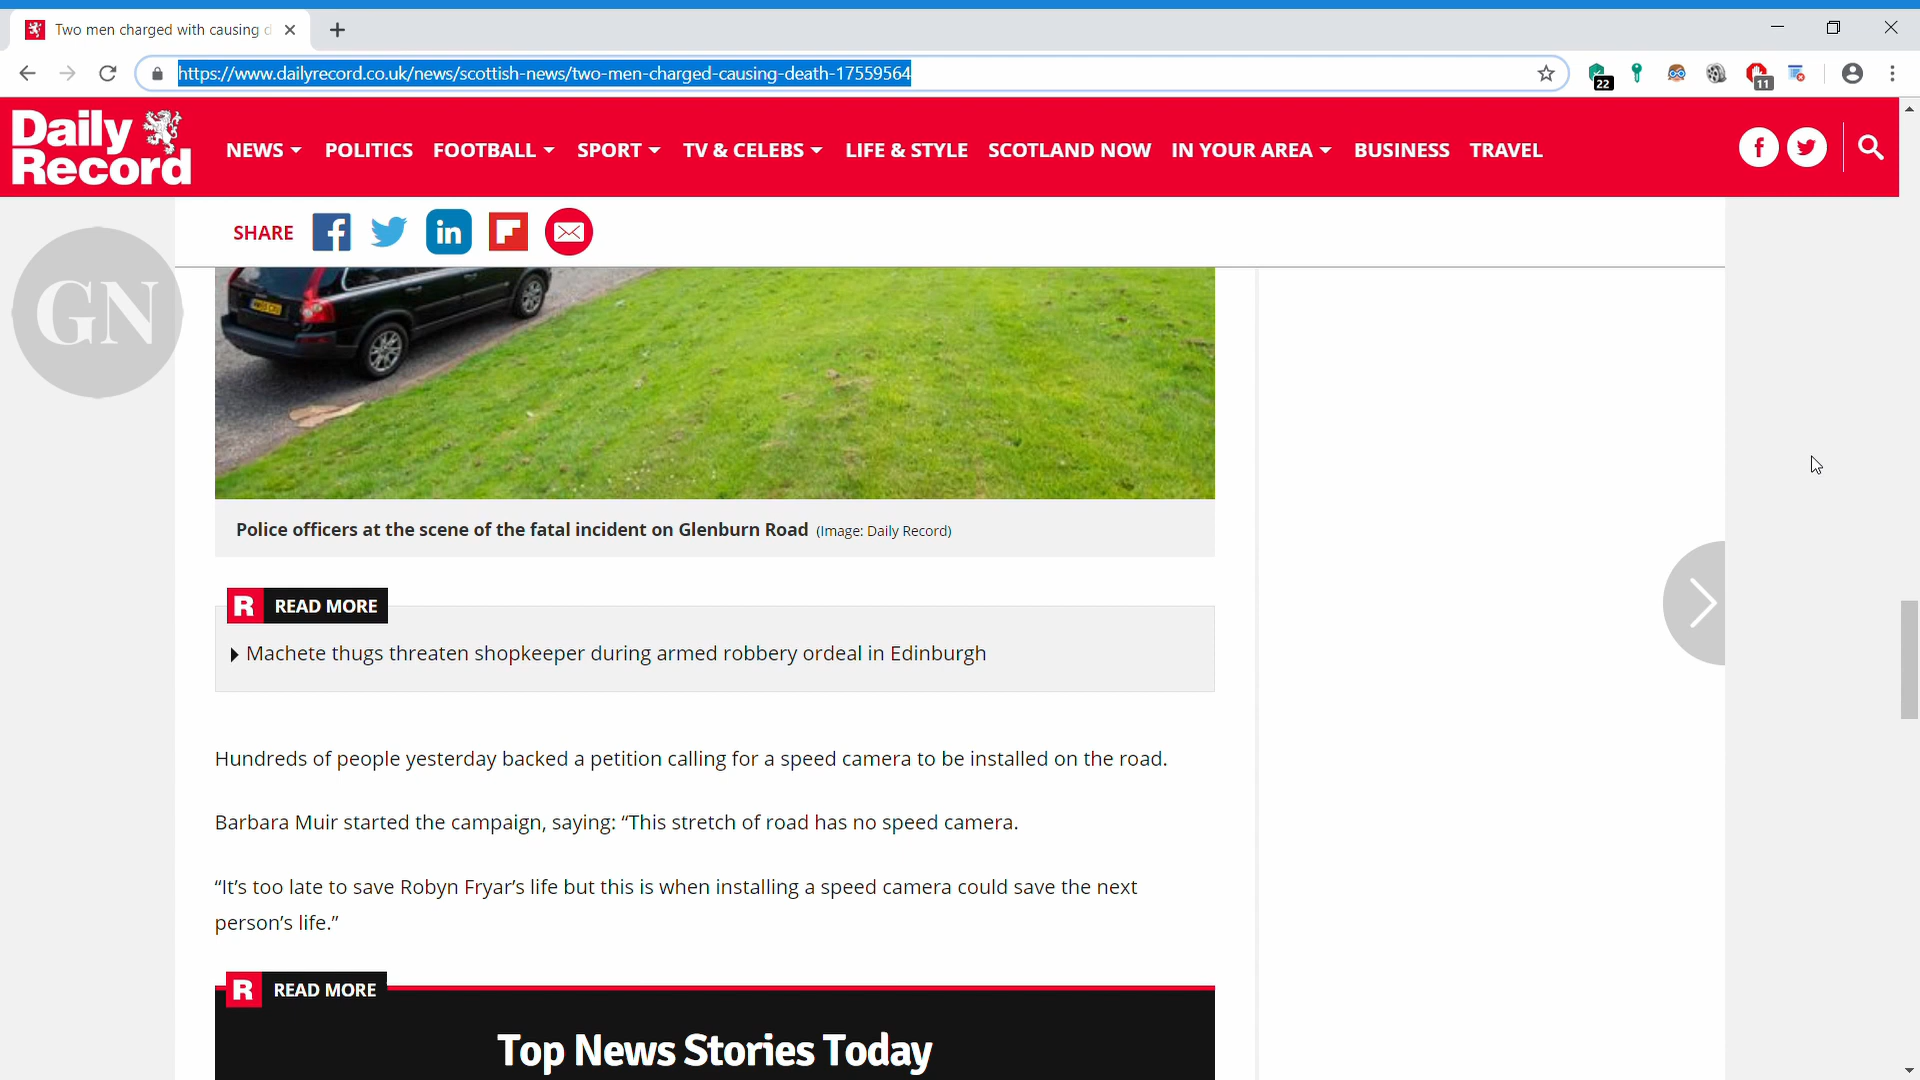 Two men charged with causing d
https://www.dailyrecord.co.uk/news/scottish-news/two-men-charged-causing-death-17559564
22
11
Daily
Record
NEWS POLITICS FOOTBALL SPORT TV & CELEBS LIFE & STYLE SCOTLAND NOW IN YOUR AREA BUSINESS TRAVEL
SHARE
GN
Police officers at the scene of the fatal incident on Glenburn Road (Image: Daily Record)
R READ MORE
Machete thugs threaten shopkeeper during armed robbery ordeal in Edinburgh
Hundreds of people yesterday backed a petition calling for a speed camera to be installed on the road.
Barbara Muir started the campaign, saying: “This stretch of road has no speed camera.
“It’s too late to save Robyn Fryar’s life but this is when installing a speed camera could save the next
person’s life.”
R READ MORE
Top News Stories Today